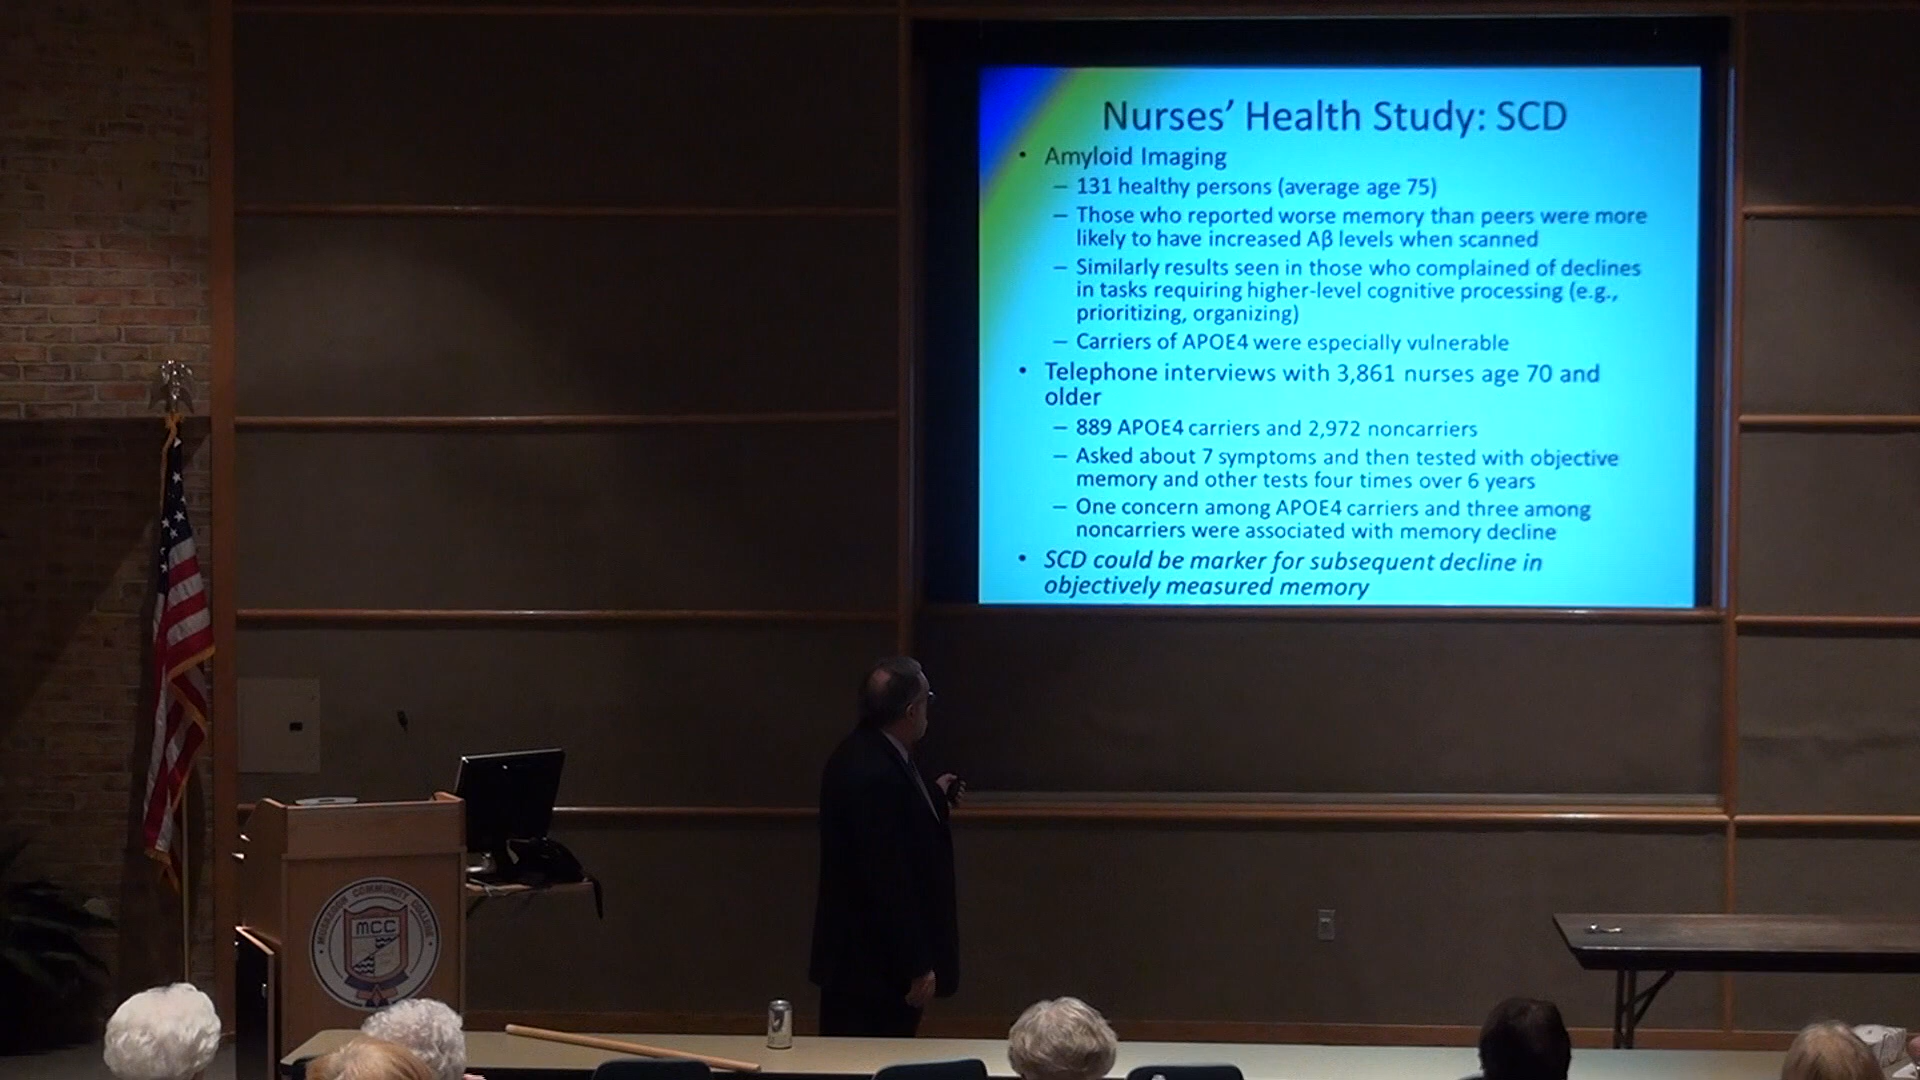 Nurses’ Health Study: SCD
• Amyloid Imaging
– 131 healthy persons (average age 75)
– Those who reported worse memory than peers were more
likely to have increased Aβ levels when scanned
– Similarly results seen in those who complained of declines
in tasks requiring higher-level cognitive processing (e.g.,
prioritizing, organizing)
– Carriers of APOE4 were especially vulnerable
• Telephone interviews with 3,861 nurses age 70 and
older
– 889 APOE4 carriers and 2,972 noncarriers
– Asked about 7 symptoms and then tested with objective
memory and other tests four times over 6 years
– One concern among APOE4 carriers and three among
noncarriers were associated with memory decline
• SCD could be marker for subsequent decline in
objectively measured memory
MUSKEGON COMMUNITY COLLEGE
MCC